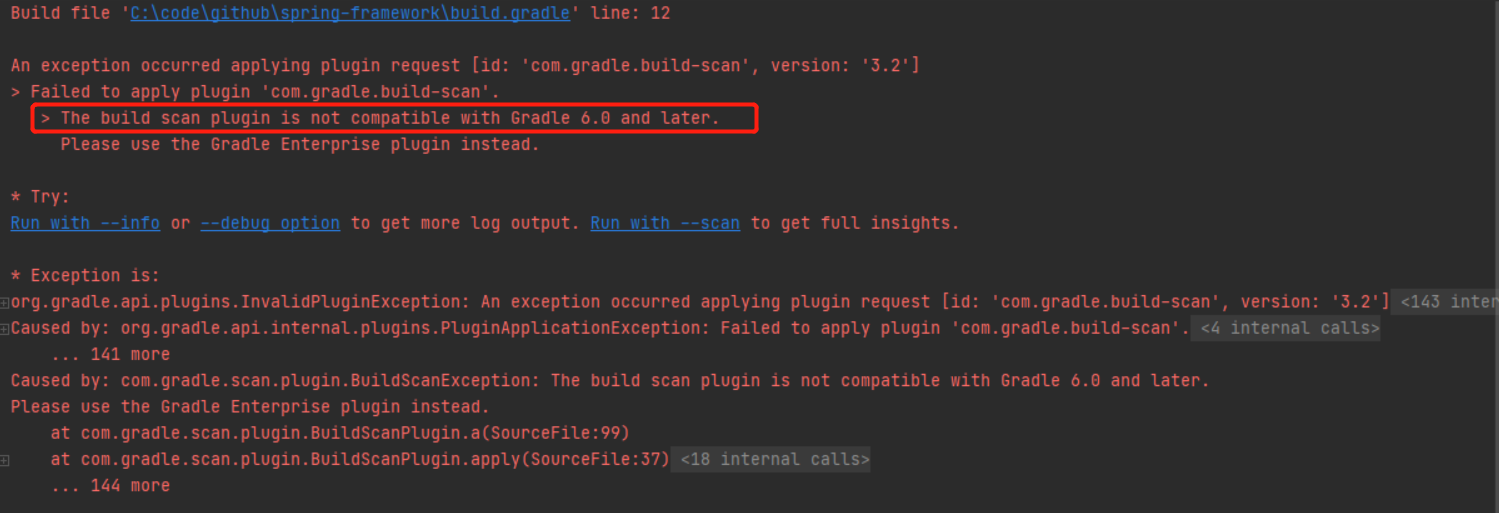 Build file 'C:\code\github\spring-framework\build.gradle' line: 12
An exception occurred applying plugin request [id: 'com.gradle.build-scan', version: '3.2']
> Failed to apply plugin 'com.gradle.build-scan'.
> The build scan plugin is not compatible with Gradle 6.0 and later.
Please use the Gradle Enterprise plugin instead.
* Try:
Run with --info or --debug option to get more log output. Run with --scan to get full insights.
* Exception is:
org.gradle.api.plugins.InvalidPluginException: An exception occurred applying plugin request [id: 'com.gradle.build-scan', version: '3.2'] <143 inter
Caused by: org.gradle.api.internal.plugins.PluginApplicationException: Failed to apply plugin 'com.gradle.build-scan'. <4 internal calls>
... 141 more
Caused by: com.gradle.scan.plugin.BuildScanException: The build scan plugin is not compatible with Gradle 6.0 and later.
Please use the Gradle Enterprise plugin instead.
at com.gradle.scan.plugin.BuildScanPlugin.a(SourceFile:99)
at com.gradle.scan.plugin.BuildScanPlugin.apply(SourceFile:37) <18 internal calls>
... 144 more